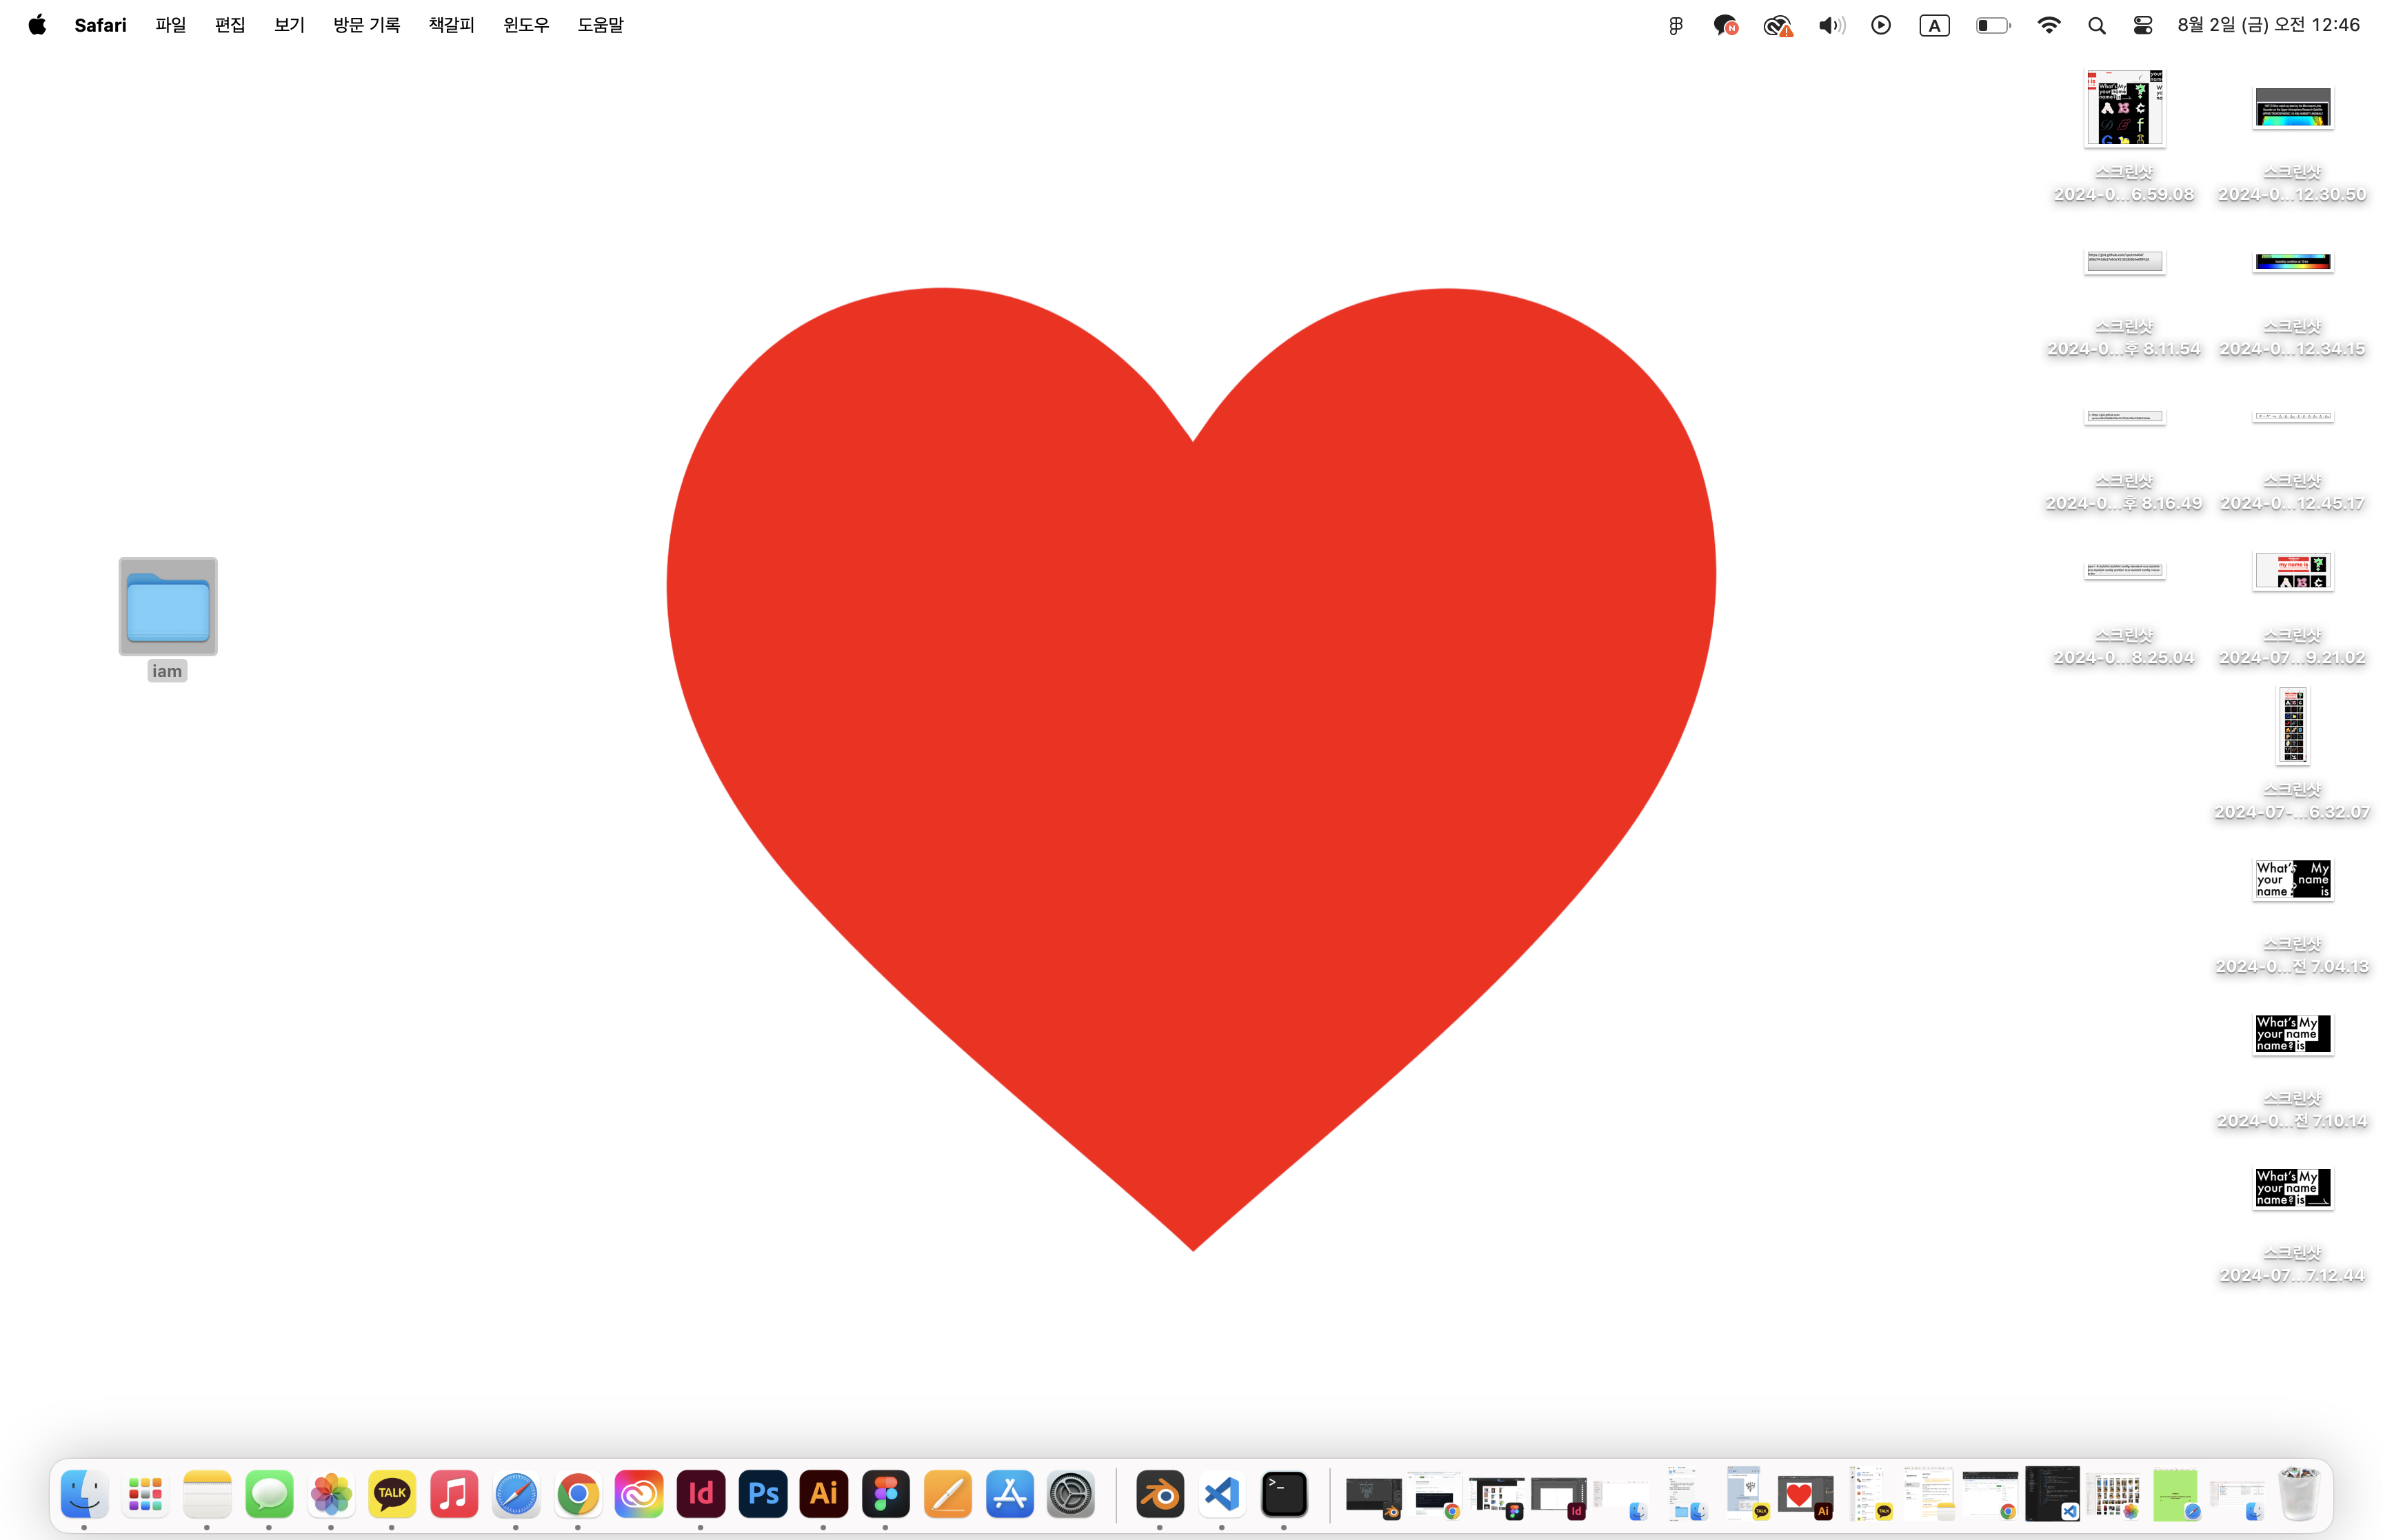 Safari 파일 편집 보기 방문 기록 책갈피 윈도우 도움말
A 8월 2일 (금) 오전 12:46
스크린샷
2024-0...6.59.08
스크린샷
2024-0...12.30.50
스크린샷
2024-0...후 8.11.54
스크린샷
2024-0...12.34.15
스크린샷
2024-0...후 8.16.49
스크린샷
2024-0...12.45.17
iam
my name is
스크린샷
2024-0...8.25.04
스크린샷
2024-07...9.21.02
스크린샷
2024-07-...6.32.07
What's My
your name
name? is
스크린샷
2024-0...전 7.04.13
What's My
your name
name? is
스크린샷
2024-0...전 7.10.14
What's My
your name
name? is
스크린샷
2024-07...7.12.44
TALK Id Ps Ai